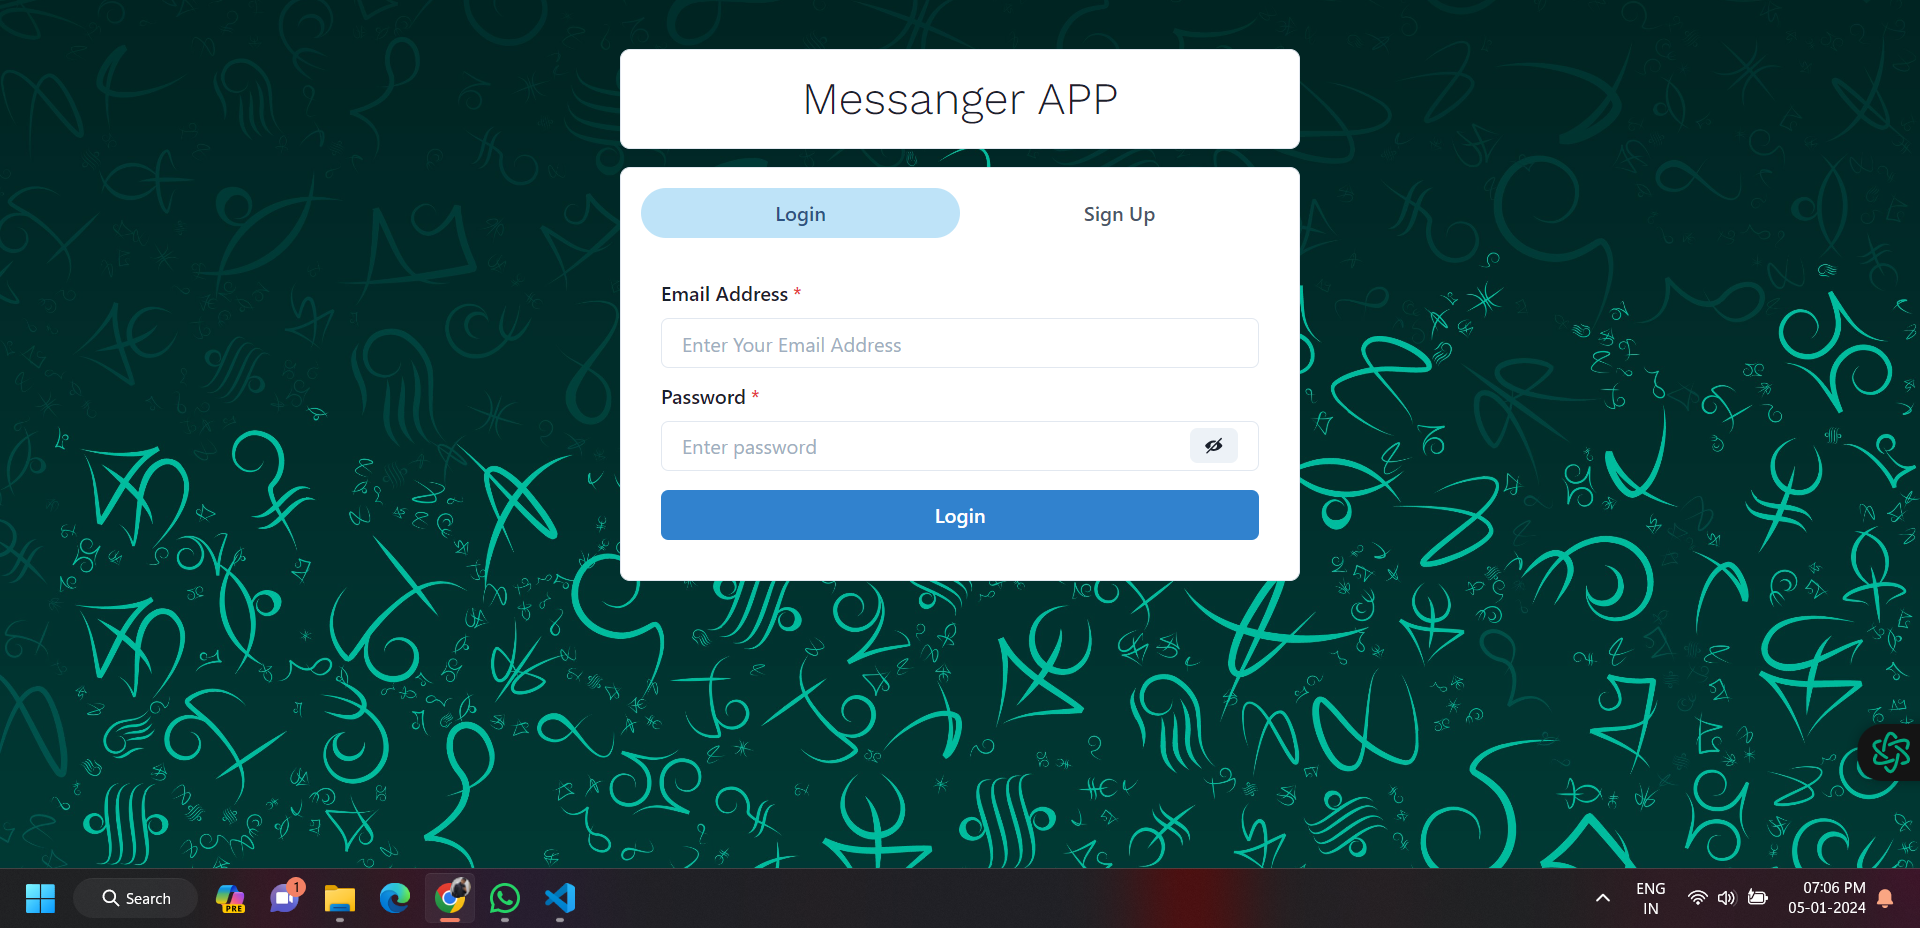 Messanger APP
Login
Sign Up
Email Address *
Enter Your Email Address
Password *
Enter password
Login
Search
PRE
1
ENG
IN
07:06 PM
05-01-2024